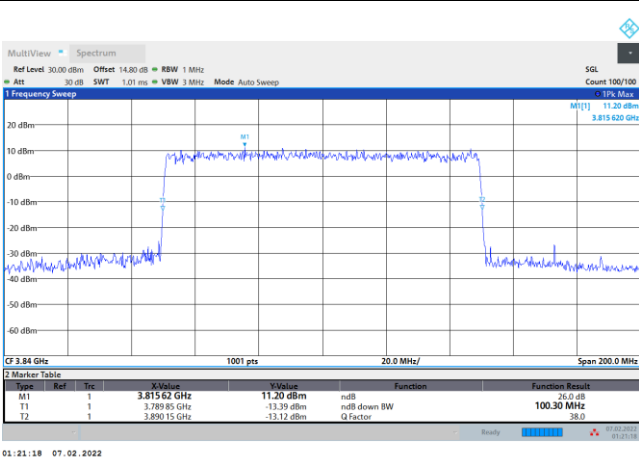 MultiView Spectrum
Ref Level 30.00 dBm Offset 14.80 dB RBW 1 MHz SGL
Att 30 dB SWT 1.01 ms VBW 3 MHz Mode Auto Sweep Count 100/100
1 Frequency Sweep 1Pk Max
M1[1] 11.20 dBm
3.815 620 GHz
20 dBm
M1
10 dBm
0 dBm
-10 dBm
-20 dBm
-30 dBm
-40 dBm
-50 dBm
-60 dBm
CF 3.84 GHz 1001 pts 20.0 MHz/ Span 200.0 MHz
2 Marker Table
Type Ref Trc X-Value Y-Value Function Function Result
M1 1 3.815 62 GHz 11.20 dBm ndB 26.0 dB
T1 1 3.789 85 GHz -13.39 dBm ndB down BW 100.30 MHz
T2 1 3.890 15 GHz -13.12 dBm Q Factor 38.0
Ready 07.02.2022
01:21:18
01:21:18 07.02.2022